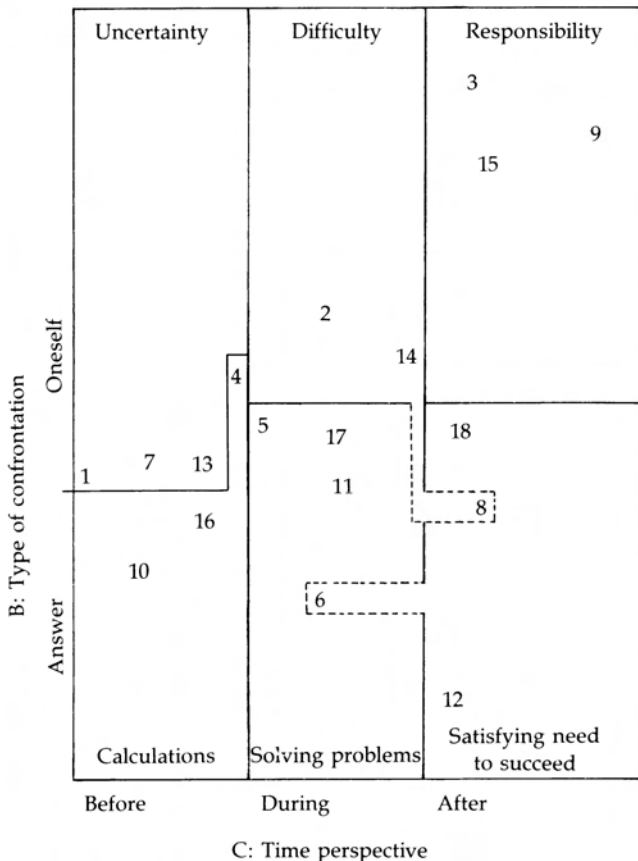 Uncertainty Difficulty Responsibility
3
9
15
2
14
4
5 17 18
7 13
1
11
8
16
10
6
12
Calculations Solving problems Satisfying need
to succeed
Before During After
B: Type of confrontation
Oneself
Answer
C: Time perspective